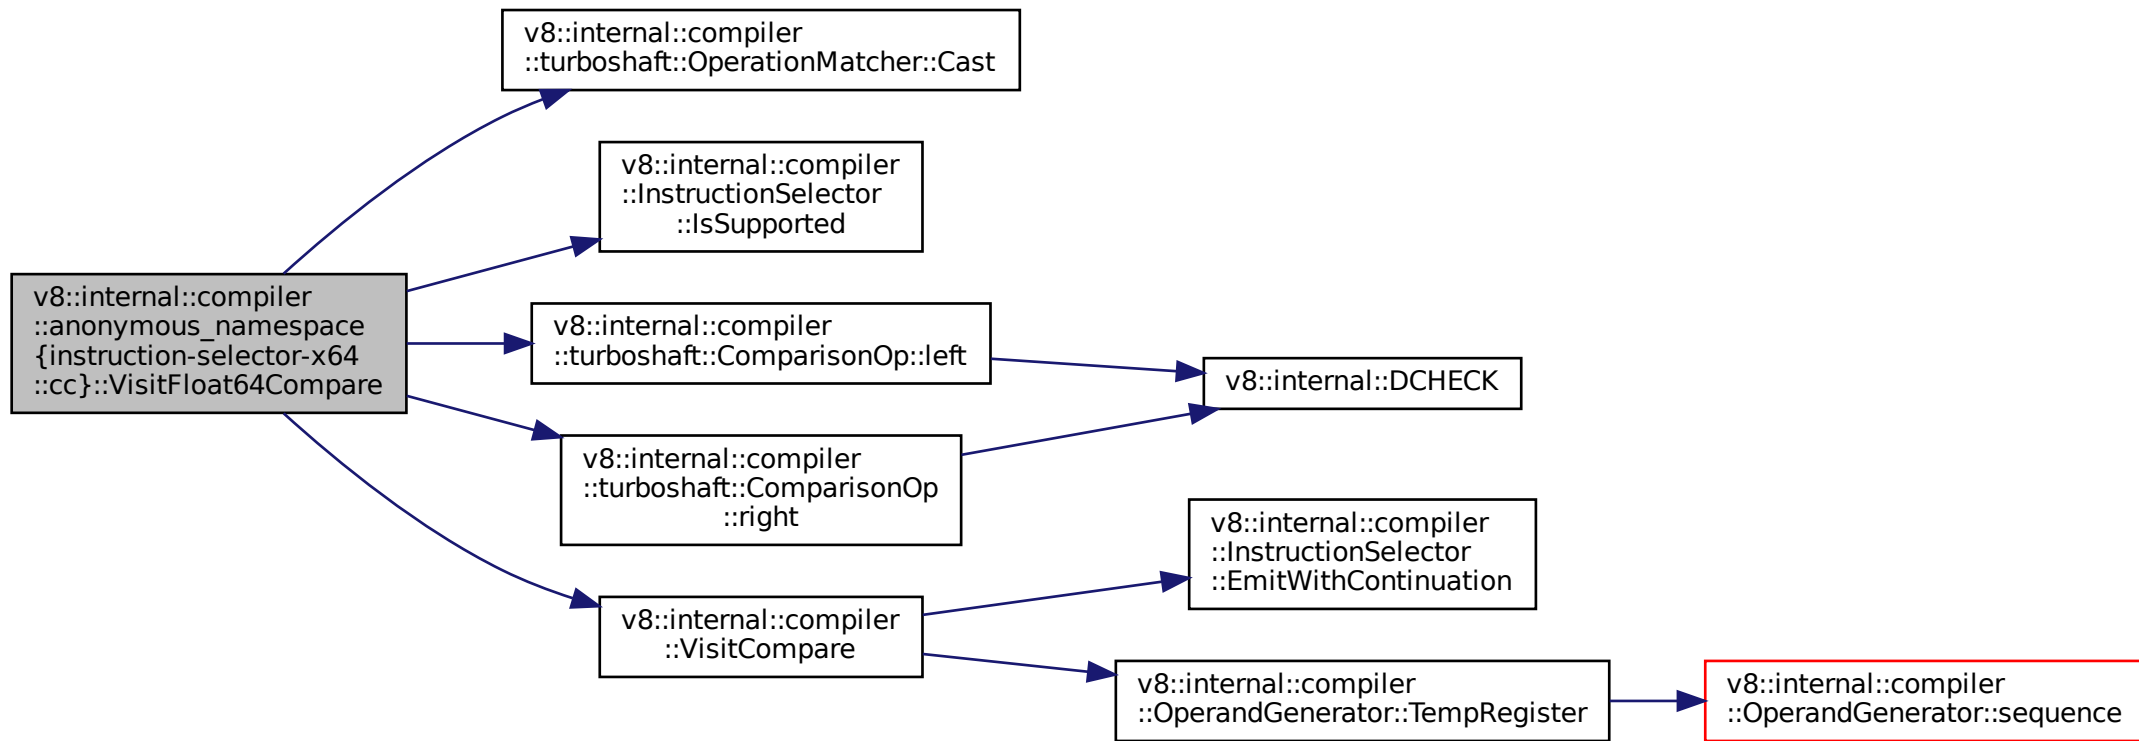 v8::internal::compiler
::anonymous_namespace
{instruction-selector-x64
::cc}::VisitFloat64Compare
v8::internal::compiler
::turboshaft::OperationMatcher::Cast
v8::internal::compiler
::InstructionSelector
::IsSupported
v8::internal::compiler
::turboshaft::ComparisonOp::left
v8::internal::DCHECK
v8::internal::compiler
::turboshaft::ComparisonOp
::right
v8::internal::compiler
::VisitCompare
v8::internal::compiler
::InstructionSelector
::EmitWithContinuation
v8::internal::compiler
::OperandGenerator::TempRegister
v8::internal::compiler
::OperandGenerator::sequence